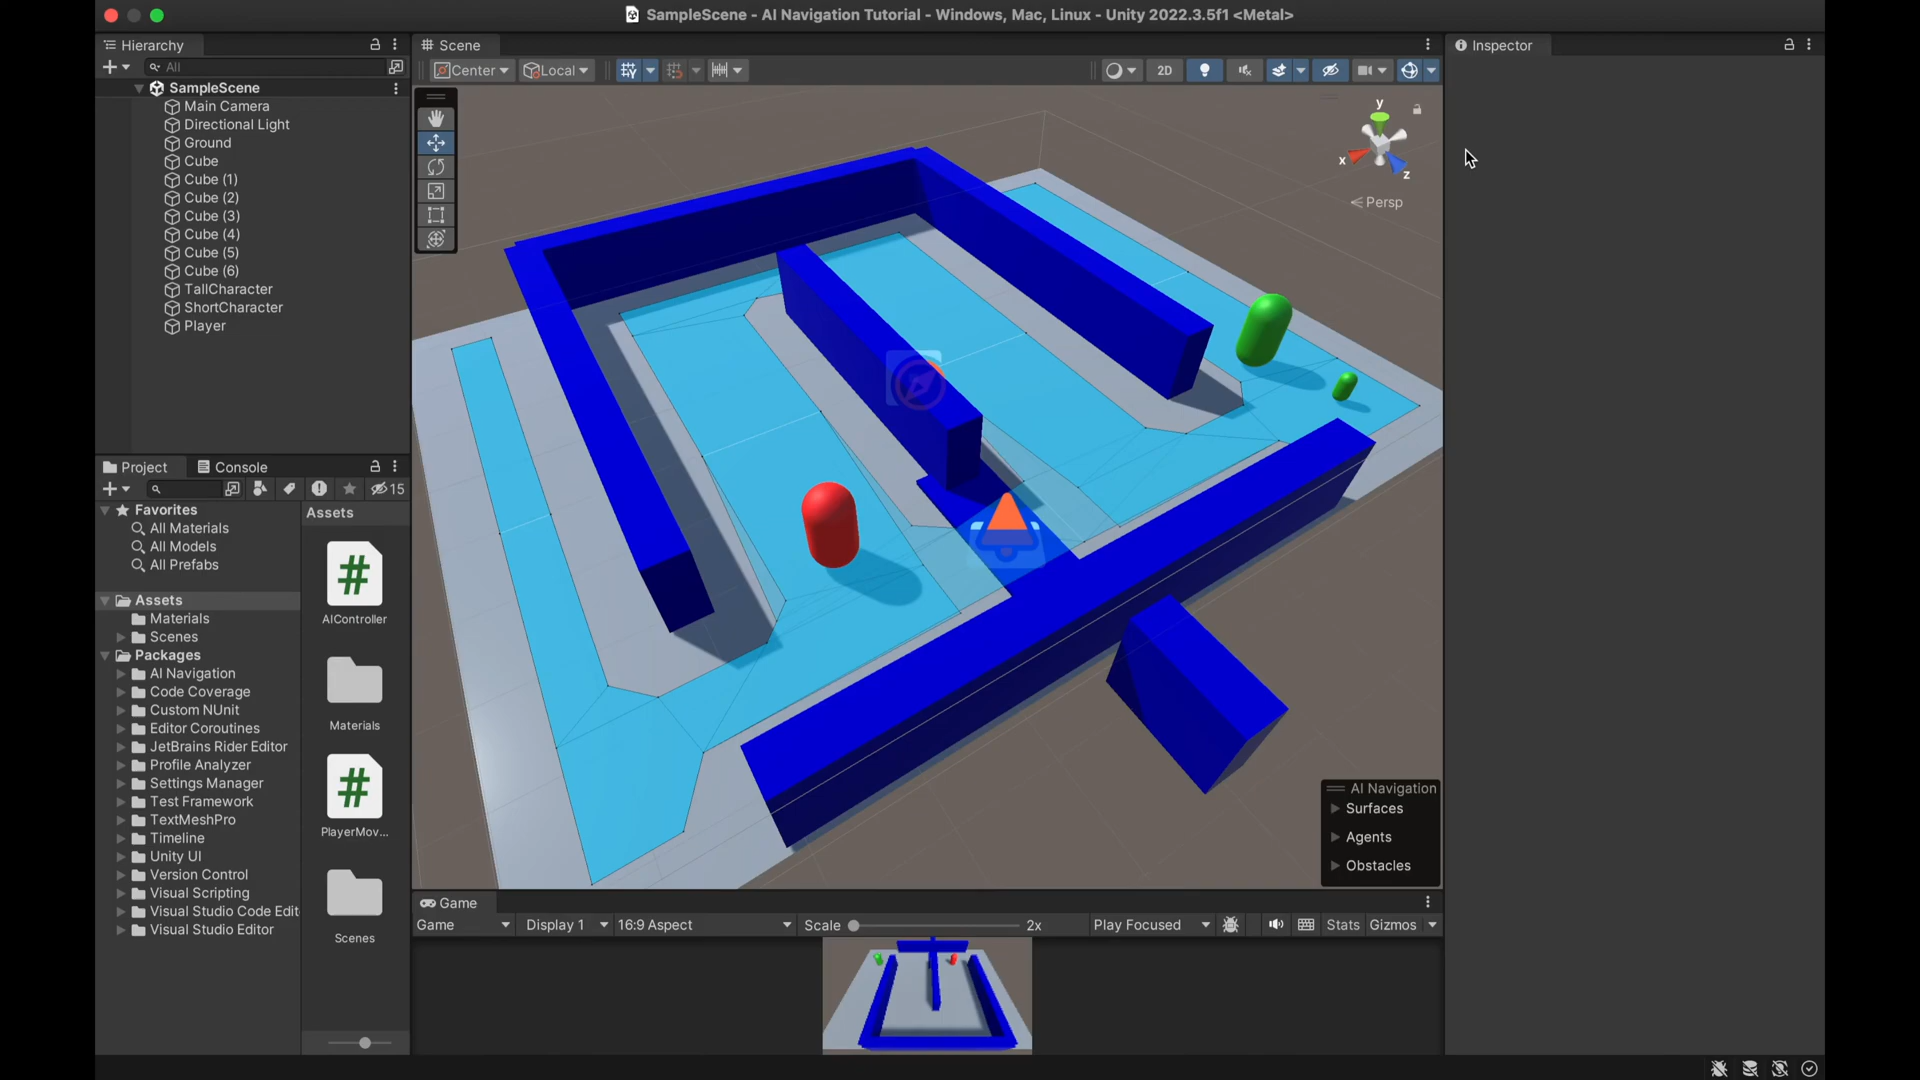 SampleScene - AI Navigation Tutorial - Windows, Mac, Linux - Unity 2022.3.5f1 <Metal>
Hierarchy
All
SampleScene
Main Camera
Directional Light
Ground
Cube
Cube (1)
Cube (2)
Cube (3)
Cube (4)
Cube (5)
Cube (6)
TallCharacter
ShortCharacter
Player
Scene
Center
Local
2D
y
x
z
Persp
AI Navigation
Surfaces
Agents
Obstacles
Inspector
Project
Console
15
Favorites
All Materials
All Models
All Prefabs
Assets
Materials
Scenes
Packages
AI Navigation
Code Coverage
Custom NUnit
Editor Coroutines
JetBrains Rider Editor
Profile Analyzer
Settings Manager
Test Framework
TextMeshPro
Timeline
Unity UI
Version Control
Visual Scripting
Visual Studio Code Edit
Visual Studio Editor
Assets
AIController
Materials
PlayerMov...
Scenes
Game
Game
Display 1
16:9 Aspect
Scale
2x
Play Focused
Stats
Gizmos